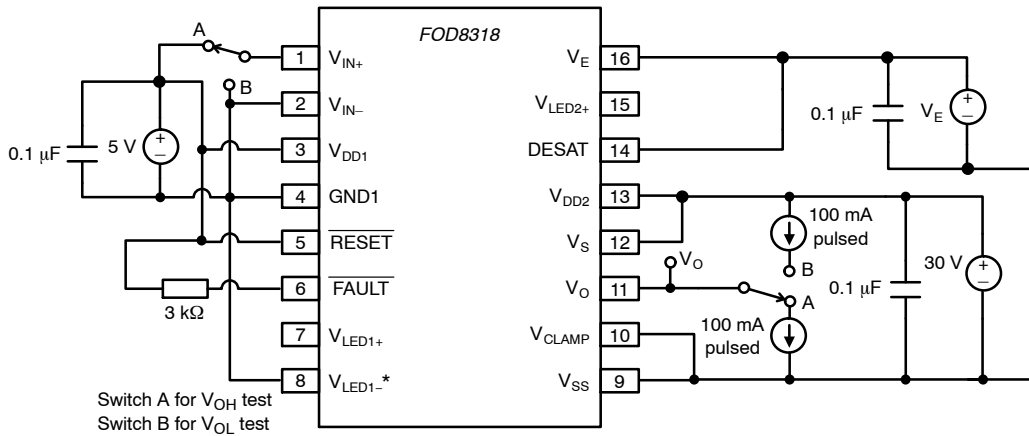 FOD8318
A
B
0.1 μF
5 V
+
−
3 kΩ
1 VIN+
2 VIN−
3 VDD1
4 GND1
5 RESET
6 FAULT
7 VLED1+
8 VLED1−*
VE 16
VLED2+ 15
DESAT 14
VDD2 13
VS 12
VO 11
VCLAMP 10
VSS 9
0.1 μF
VE
+
−
100 mA
pulsed
B
VO
A
100 mA
pulsed
0.1 μF
30 V
+
−
Switch A for VOH test
Switch B for VOL test